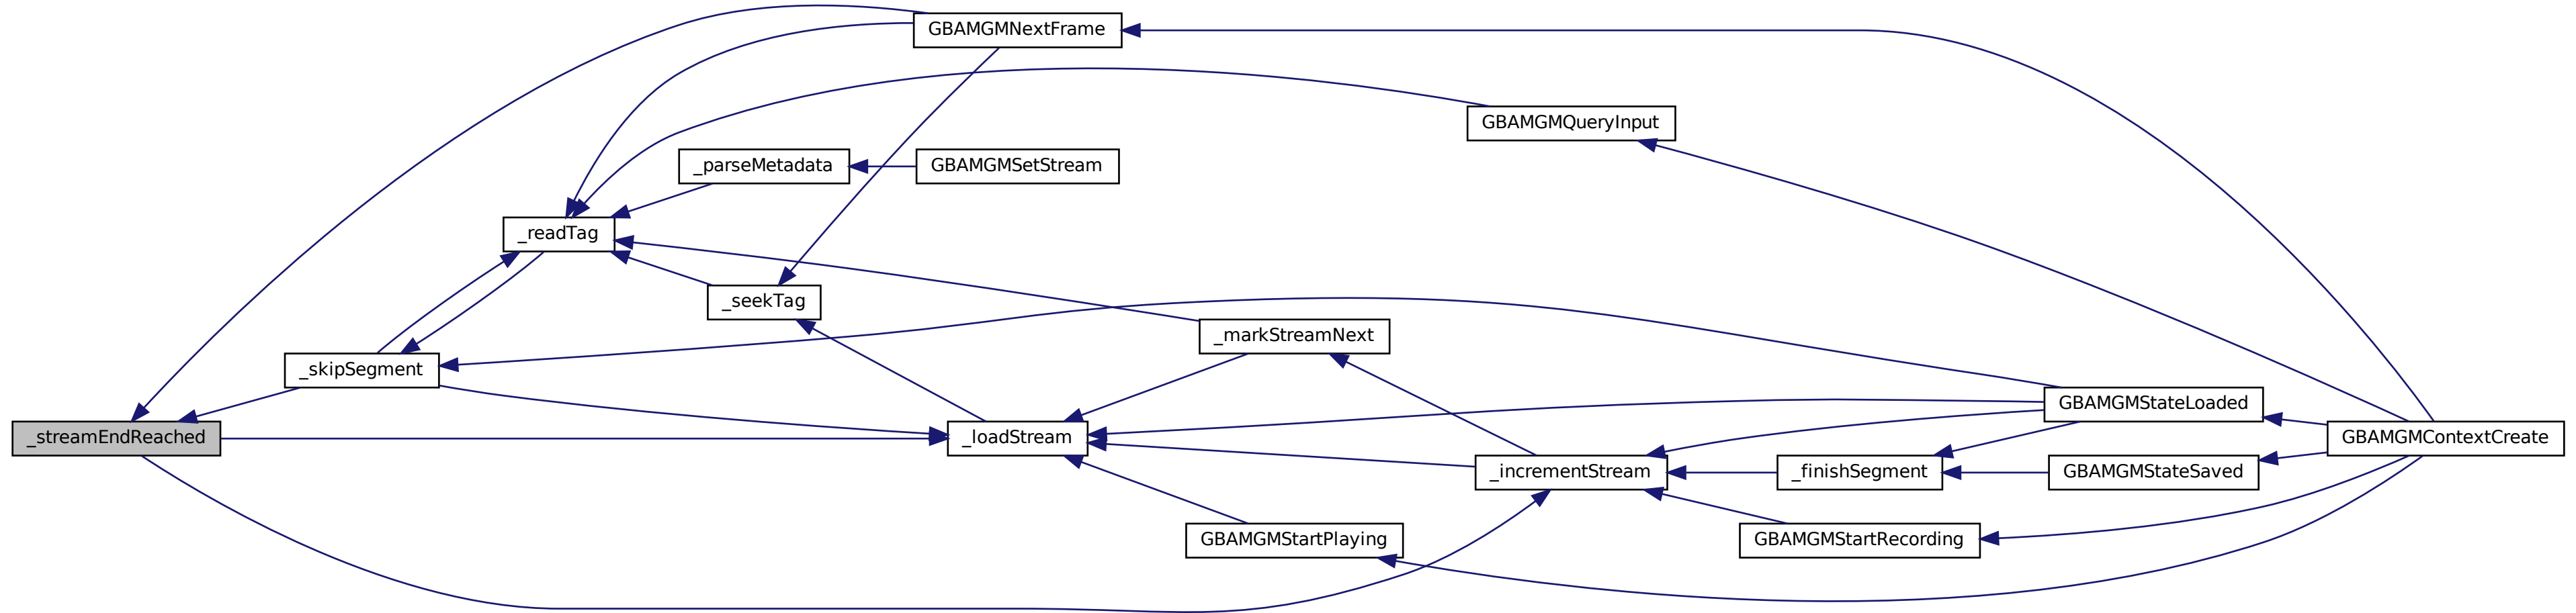 GBAMGMNextFrame
GBAMGMQueryInput
_parseMetadata
GBAMGMSetStream
_readTag
_seekTag
_markStreamNext
_skipSegment
GBAMGMStateLoaded
_streamEndReached
_loadStream
GBAMGMContextCreate
_incrementStream
_finishSegment
GBAMGMStateSaved
GBAMGMStartPlaying
GBAMGMStartRecording